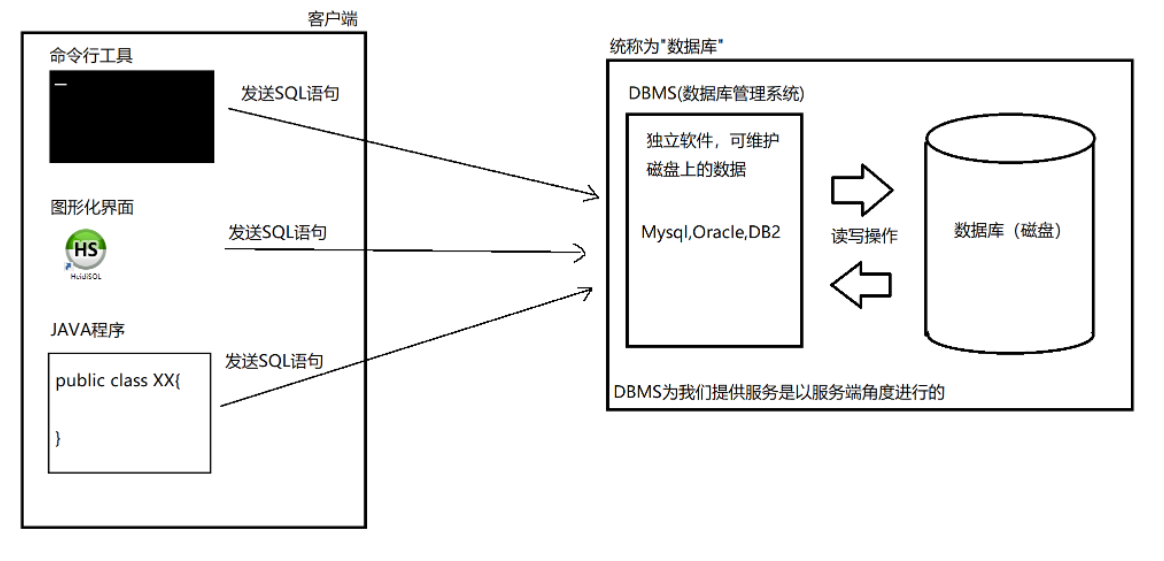 客户端
命令行工具
发送SQL语句
图形化界面
HS
HeidiSQL
发送SQL语句
JAVA程序
public class XX{
}
发送SQL语句
统称为"数据库"
DBMS(数据库管理系统)
独立软件，可维护
磁盘上的数据
Mysql,Oracle,DB2
读写操作
数据库（磁盘）
DBMS为我们提供服务是以服务端角度进行的